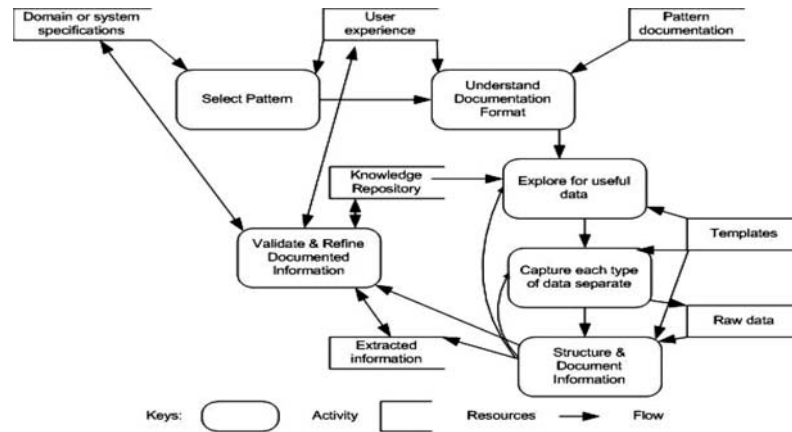 Domain or system
specifications
User
experience
Pattern
documentation
Select Pattern
Understand
Documentation
Format
Knowledge
Repository
Explore for useful
data
Templates
Validate & Refine
Documented
Information
Capture each type
of data separate
Raw data
Extracted
information
Structure &
Document
Information
Keys:
Activity
Resources
Flow